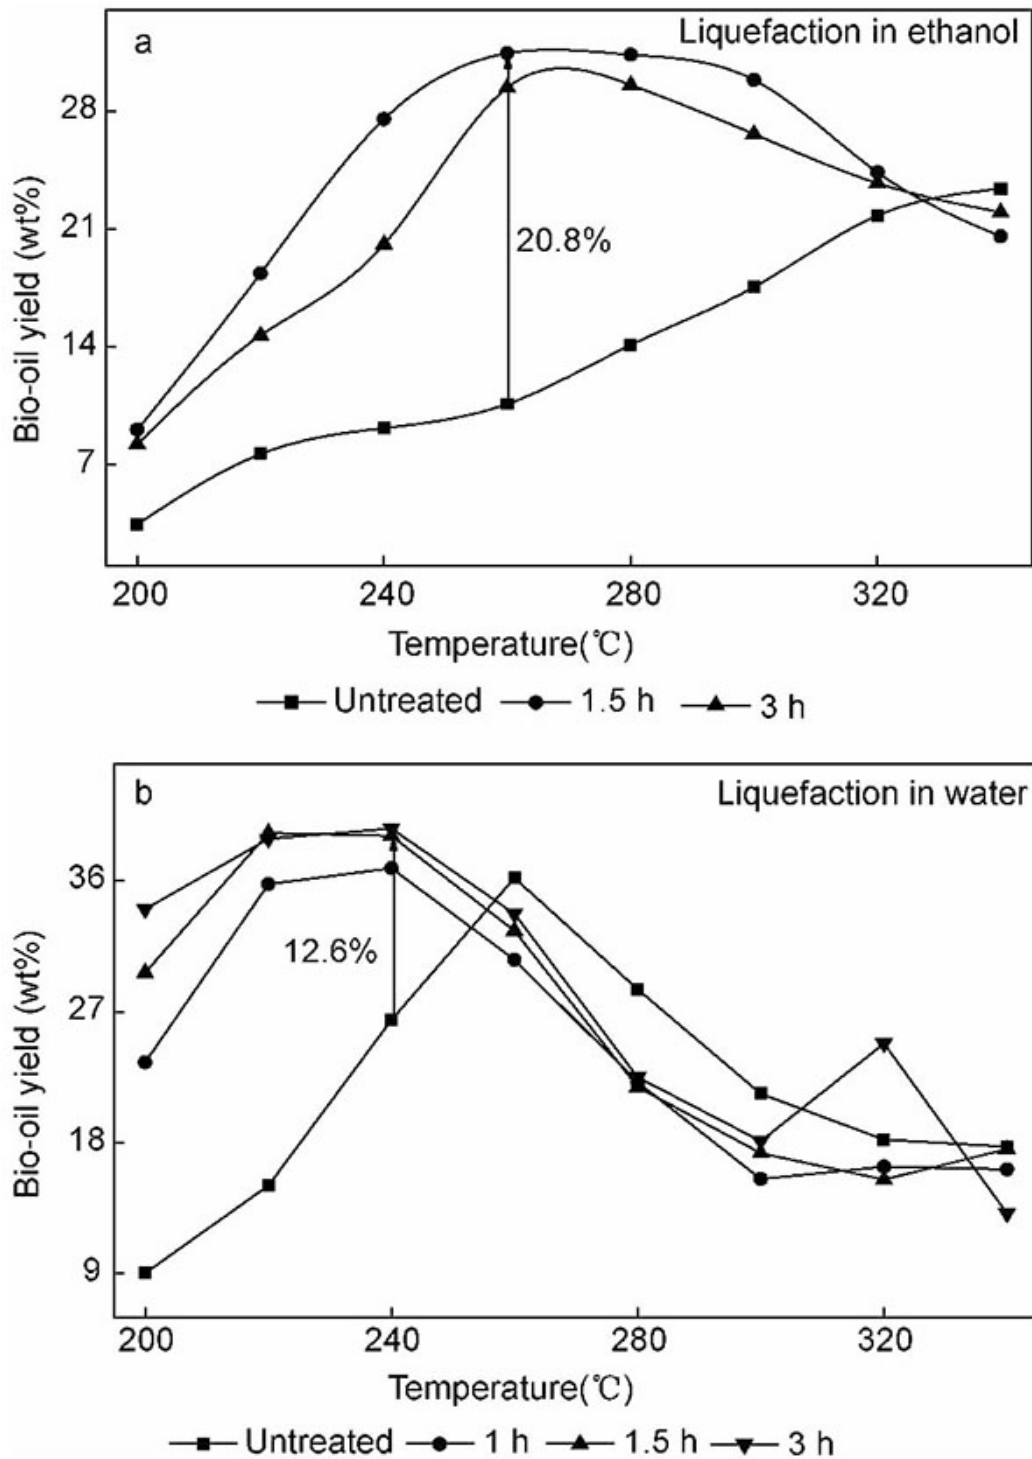 a
Liquefaction in ethanol
28
21
14
7
20.8%
Bio-oil yield (wt%)
200 240 280 320
Temperature(℃)
Untreated 1.5 h 3 h
b
Liquefaction in water
36
27
18
9
12.6%
Bio-oil yield (wt%)
200 240 280 320
Temperature(℃)
Untreated 1 h 1.5 h 3 h